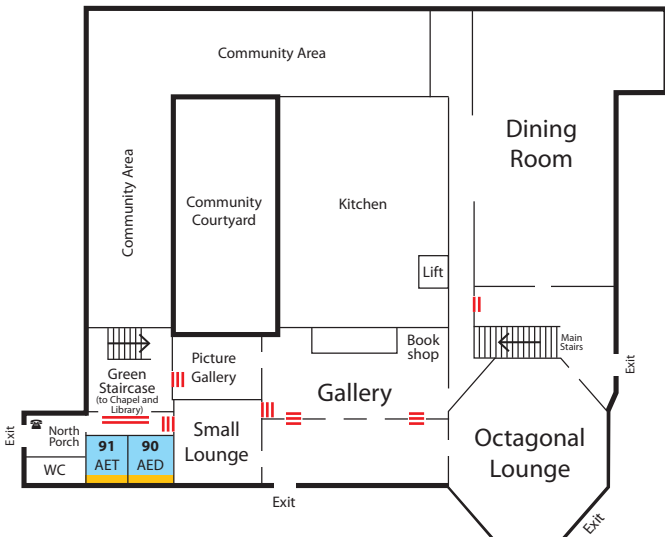 Community Area
Dining
Room
Community Area
Community
Courtyard
Kitchen
Lift
Picture
Gallery
Book
shop
Main
Stairs
Green
Staircase
(to Chapel and
Library)
Gallery
Exit
Exit
North
Porch
Small
Lounge
Octagonal
Lounge
91
AET
90
AED
WC
Exit
Exit